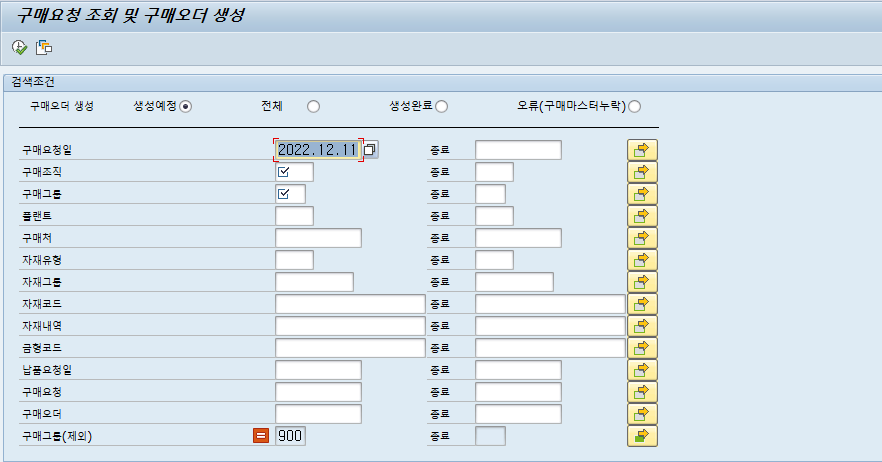 구매요청 조회 및 구매오더 생성
검색조건
구매오더 생성 생성예정 전체 생성완료 오류(구매마스터누락)
구매요청일 2022.12.11 종료
구매조직 종료
구매그룹 종료
플랜트 종료
구매처 종료
자재유형 종료
자재그룹 종료
자재코드 종료
자재내역 종료
금형코드 종료
납품요청일 종료
구매요청 종료
구매오더 종료
구매그룹(제외) 900 종료